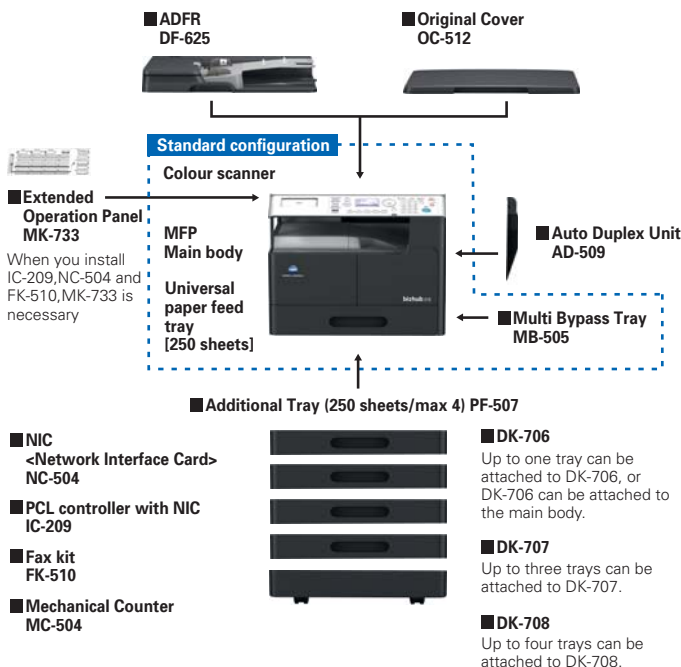 ■ADFR
DF-625
■Original Cover
OC-512
Standard configuration
Colour scanner
■Extended
Operation Panel
MK-733
When you install
IC-209,NC-504 and
FK-510,MK-733 is
necessary
MFP
Main body
Universal
paper feed
tray
[250 sheets]
bizhub
■Auto Duplex Unit
AD-509
■Multi Bypass Tray
MB-505
■Additional Tray (250 sheets/max 4) PF-507
■NIC
<Network Interface Card>
NC-504
■PCL controller with NIC
IC-209
■Fax kit
FK-510
■Mechanical Counter
MC-504
■DK-706
Up to one tray can be
attached to DK-706, or
DK-706 can be attached to
the main body.
■DK-707
Up to three trays can be
attached to DK-707.
■DK-708
Up to four trays can be
attached to DK-708.